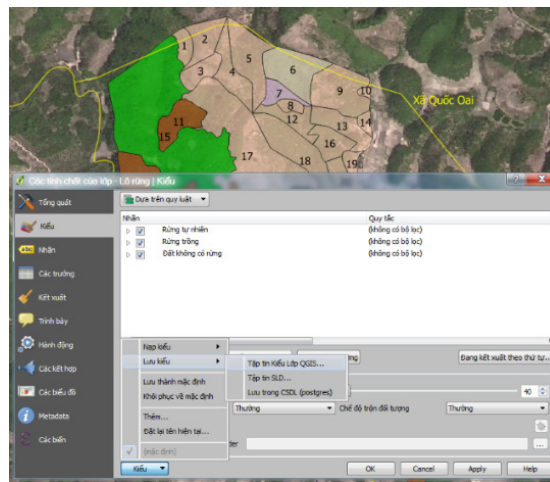 1
2
3
4
5
6
7
8
9
10
11
12
13
14
15
16
17
18
19
Xã Quốc Oai
Các tính chất của lớp - Lô rừng | Kiểu
Tổng quát
Kiểu
Nhãn
Các trường
Kết xuất
Trình bày
Hành động
Các kết hợp
Các biểu đồ
Metadata
Các biến
Dựa trên quy luật
Nhãn
Quy tắc
Rừng tự nhiên
(không có bộ lọc)
Rừng trồng
(không có bộ lọc)
Đất không có rừng
(không có bộ lọc)
Nạp kiểu
Lưu kiểu
Lưu thành mặc định
Khôi phục về mặc định
Thêm...
Đặt lại tên hiện tại...
(mặc định)
Tập tin Kiểu Lớp QGIS...
Tập tin SLD...
Lưu trong CSDL (postgres)
Đang kết xuất theo thứ tự...
Thường
Chế độ trộn đối tượng
Thường
Kiểu
OK
Cancel
Apply
Help